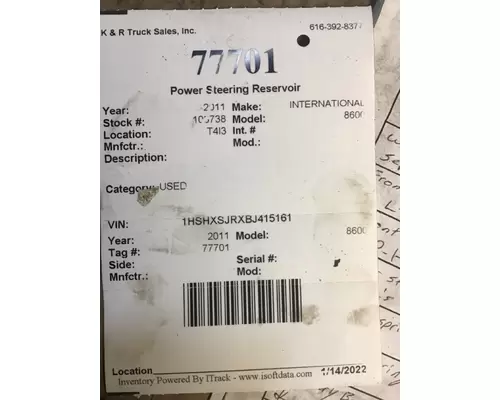 K & R Truck Sales, Inc. 616-392-8377
77701
Power Steering Reservoir
Year: 2011 Make: INTERNATIONAL
Stock #: 100738 Model: 8600
Location: T4I3 Int. #
Mnfctr.: Mod.:
Description:
Category: USED
VIN: 1HSHXSJRXBJ415161
Year: 2011 Model: 8600
Tag #: 77701
Side: Serial #:
Mnfctr.: Mod:
Location 1/14/2022
Inventory Powered By ITrack - www.isoftdata.com